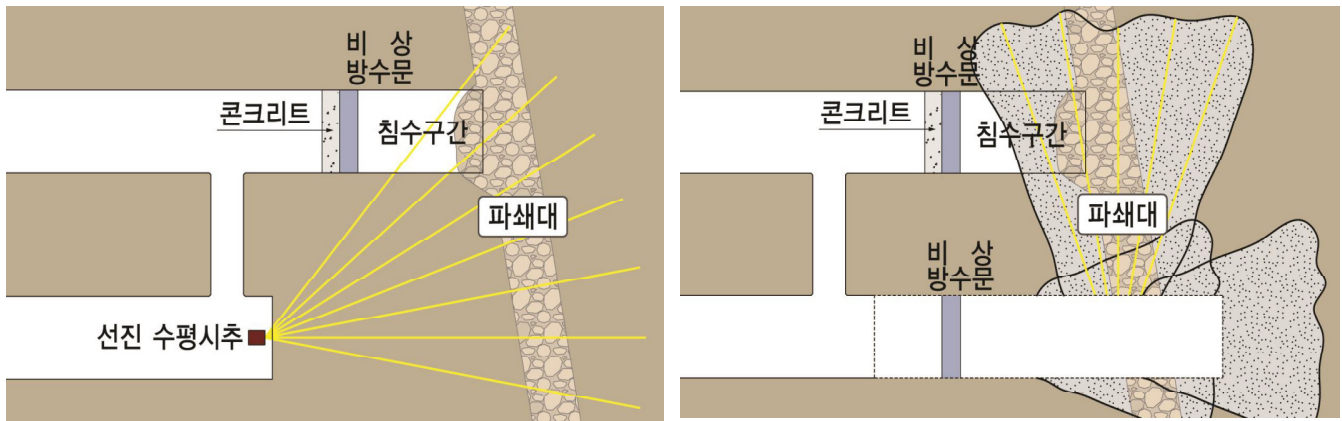 비 상
방수문
콘크리트
침수구간
파쇄대
선진 수평시추
비 상
방수문
콘크리트
침수구간
파쇄대
비 상
방수문